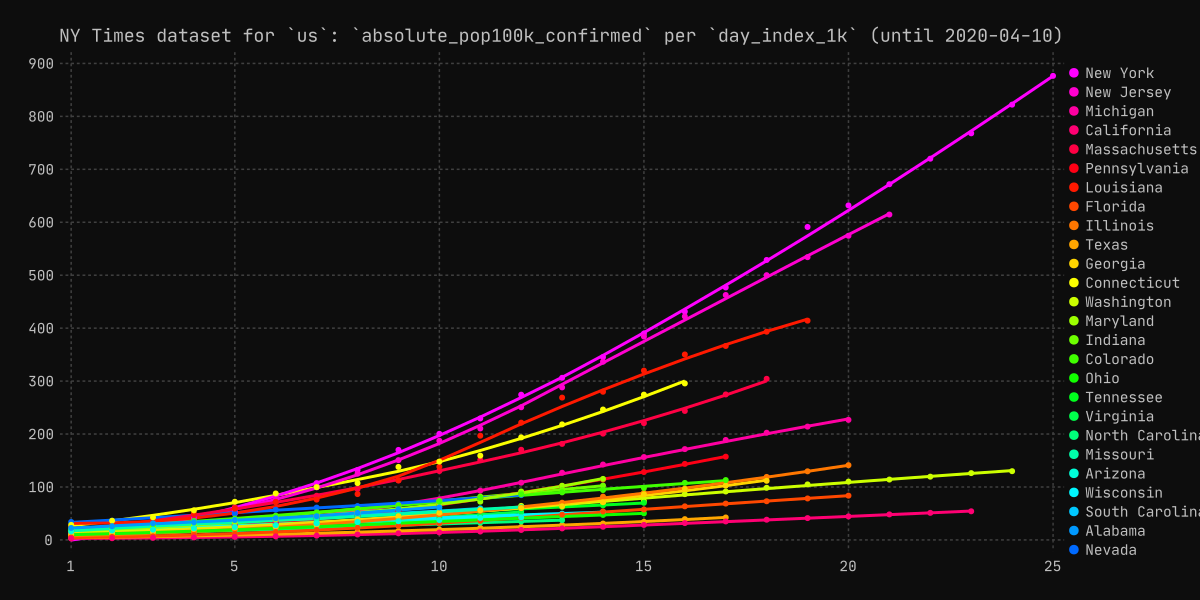 NY Times dataset for `us`: `absolute_pop100k_confirmed` per `day_index_1k` (until 2020-04-10)
900
800
700
600
500
400
300
200
100
0
1 5 10 15 20 25
New York
New Jersey
Michigan
California
Massachusetts
Pennsylvania
Louisiana
Florida
Illinois
Texas
Georgia
Connecticut
Washington
Maryland
Indiana
Colorado
Ohio
Tennessee
Virginia
North Carolina
Missouri
Arizona
Wisconsin
South Carolina
Alabama
Nevada